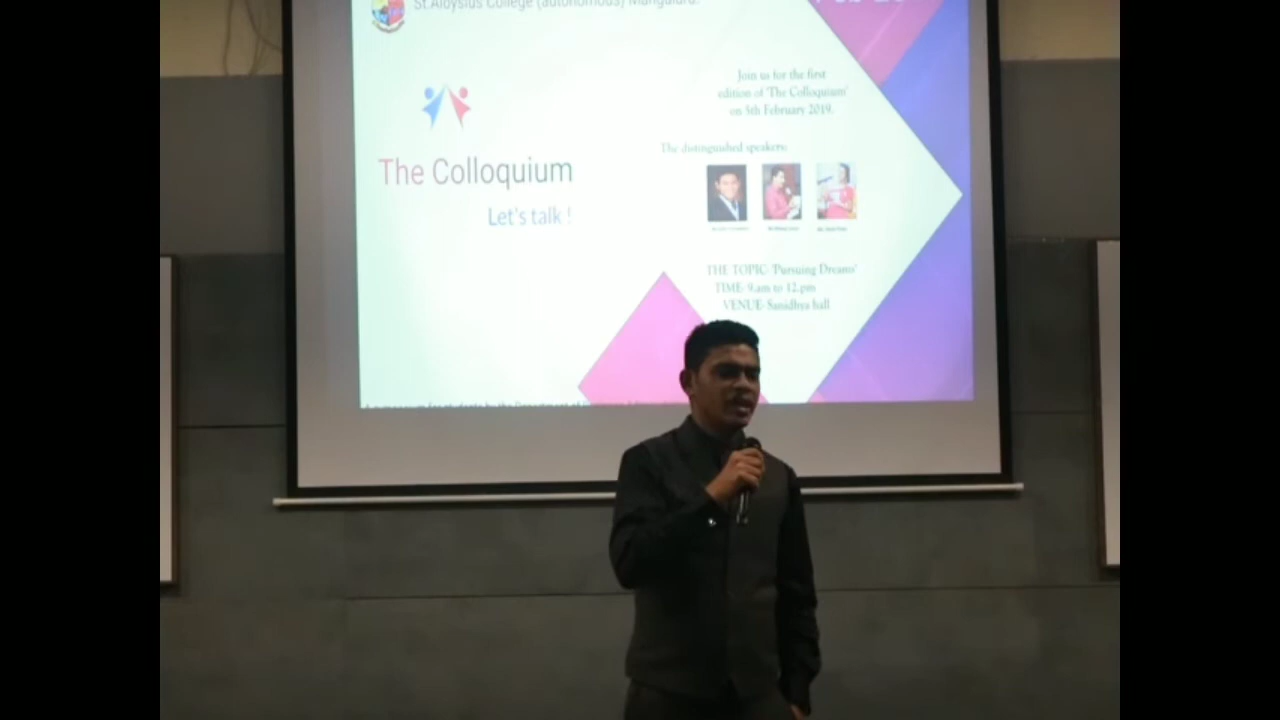 St.Aloysius College (autonomous) Mangaluru.
Join us for the first
edition of 'The Colloquium'
on 5th February 2019.
The distinguished speakers:
The Colloquium
Let's talk !
THE TOPIC- 'Pursuing Dreams'
TIME- 9.am to 12.pm
VENUE- Sanidhya hall